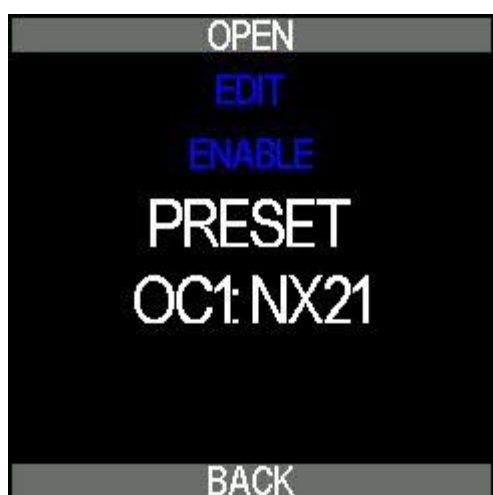 OPEN
EDIT
ENABLE
PRESET
OC1: NX21
BACK